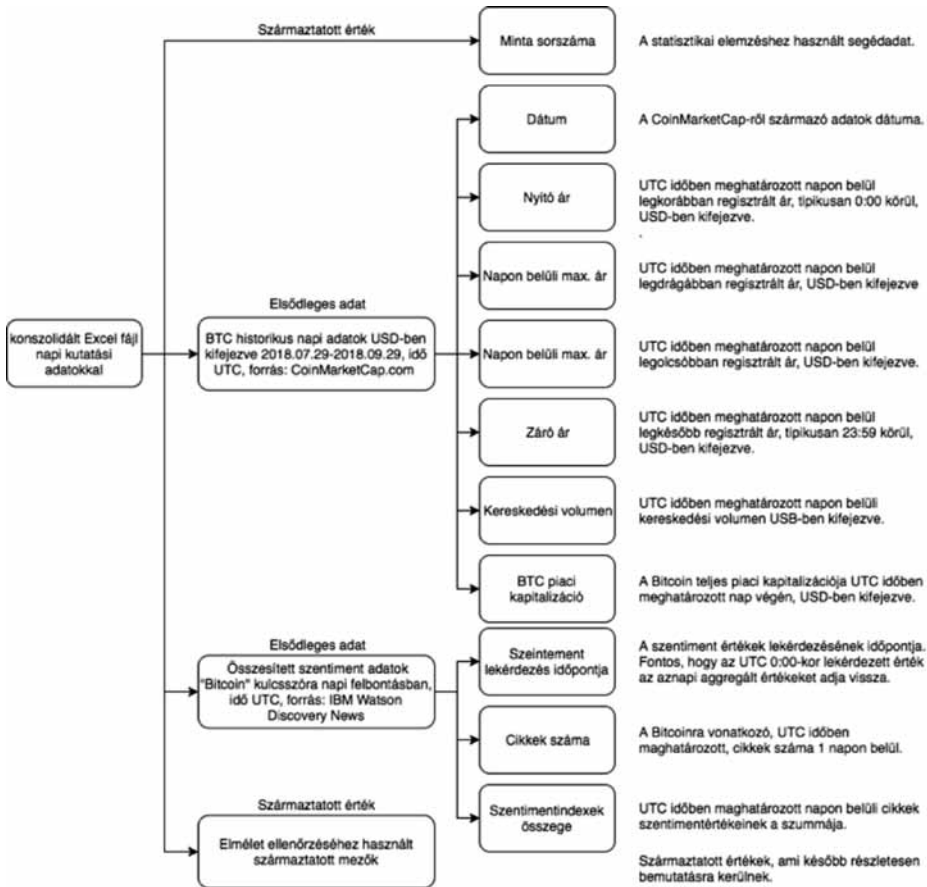 Származtatott érték
Minta sorszáma
A statisztikai elemzéshez használt segédadat.
Dátum
A CoinMarketCap-ről származó adatok dátuma.
Nyitó ár
UTC időben meghatározott napon belül
legkorábban regisztrált ár, tipikusan 0:00 körül,
USD-ben kifejezve.
.
Napon belüli max. ár
UTC időben meghatározott napon belül
legdrágábban regisztrált ár, USD-ben kifejezve
konszolidált Excel fájl
napi kutatási
adatokkal
Elsődleges adat
BTC historikus napi adatok USD-ben
kifejezve 2018.07.29-2018.09.29, idő
UTC, forrás: CoinMarketCap.com
Napon belüli max. ár
UTC időben meghatározott napon belül
legolcsóbban regisztrált ár, USD-ben kifejezve.
Záró ár
UTC időben meghatározott napon belül
legkésőbb regisztrált ár, tipikusan 23:59 körül,
USD-ben kifejezve.
Kereskedési volumen
UTC időben meghatározott napon belüli
kereskedési volumen USB-ben kifejezve.
BTC piaci
kapitalizáció
A Bitcoin teljes piaci kapitalizációja UTC időben
meghatározott nap végén, USD-ben kifejezve.
Elsődleges adat
Összesített szentiment adatok
"Bitcoin" kulcsszóra napi felbontásban,
idő UTC, forrás: IBM Watson
Discovery News
Szeintement
lekérdezés időpontja
A szentiment értékek lekérdezésének időpontja.
Fontos, hogy az UTC 0:00-kor lekérdezett érték
az aznapi aggregált értékeket adja vissza.
Cikkek száma
A Bitcoinra vonatkozó, UTC időben
maghatározott, cikkek száma 1 napon belül.
Szentimentindexek
összege
UTC időben maghatározott napon belüli cikkek
szentimentértékeinek a szummája.
Származtatott érték
Elmélet ellenőrzéséhez használt
származtatott mezők
Származtatott értékek, ami később részletesen
bemutatásra kerülnek.